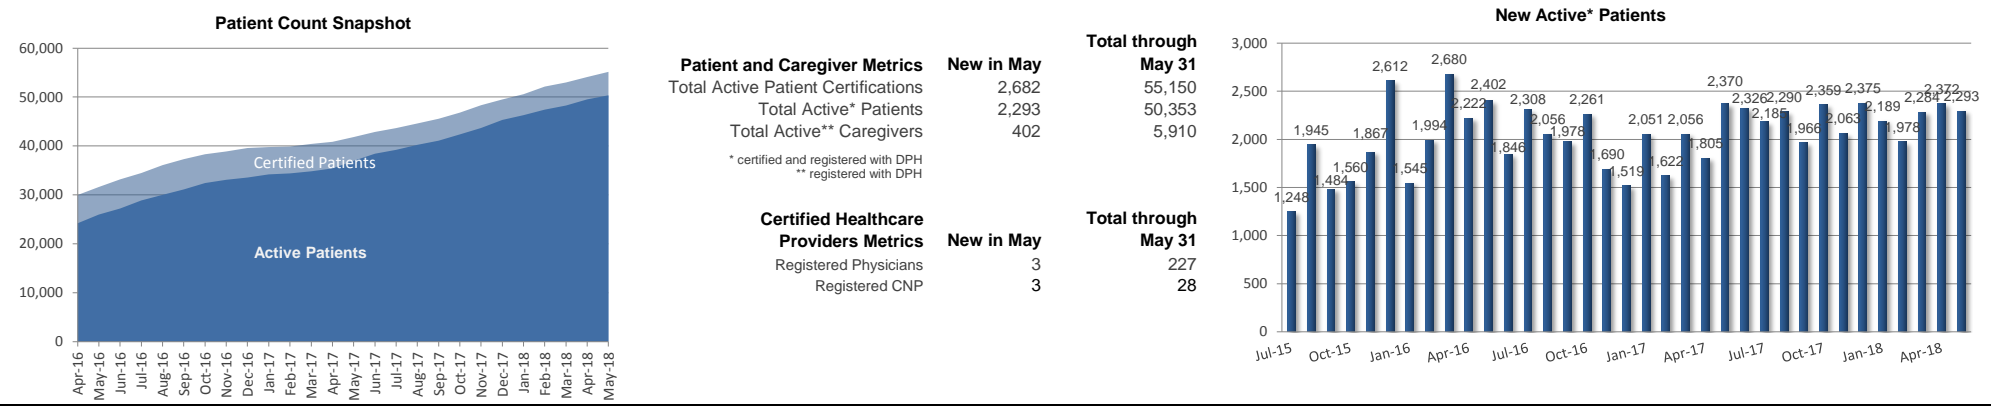 Patient Count Snapshot
60,000
50,000
40,000
30,000
20,000
10,000
0
Certified Patients
Active Patients
Apr-16
May-16
Jun-16
Jul-16
Aug-16
Sep-16
Oct-16
Nov-16
Dec-16
Jan-17
Feb-17
Mar-17
Apr-17
May-17
Jun-17
Jul-17
Aug-17
Sep-17
Oct-17
Nov-17
Dec-17
Jan-18
Feb-18
Mar-18
Apr-18
May-18
Total through
Patient and Caregiver Metrics New in May May 31
Total Active Patient Certifications 2,682 55,150
Total Active* Patients 2,293 50,353
Total Active** Caregivers 402 5,910
* certified and registered with DPH
** registered with DPH
Certified Healthcare Total through
Providers Metrics New in May May 31
Registered Physicians 3 227
Registered CNP 3 28
New Active* Patients
3,000
2,500
2,000
1,500
1,000
500
0
1,248
1,945
1,484
1,560
1,867
2,612
1,545
1,994
2,680
2,222
2,402
1,846
2,308
2,056
1,978
2,261
1,690
1,519
2,051
1,622
2,056
1,805
2,370
2,326
2,185
2,290
1,966
2,359
2,063
2,375
2,189
1,978
2,284
2,372
2,293
Jul-15
Oct-15
Jan-16
Apr-16
Jul-16
Oct-16
Jan-17
Apr-17
Jul-17
Oct-17
Jan-18
Apr-18